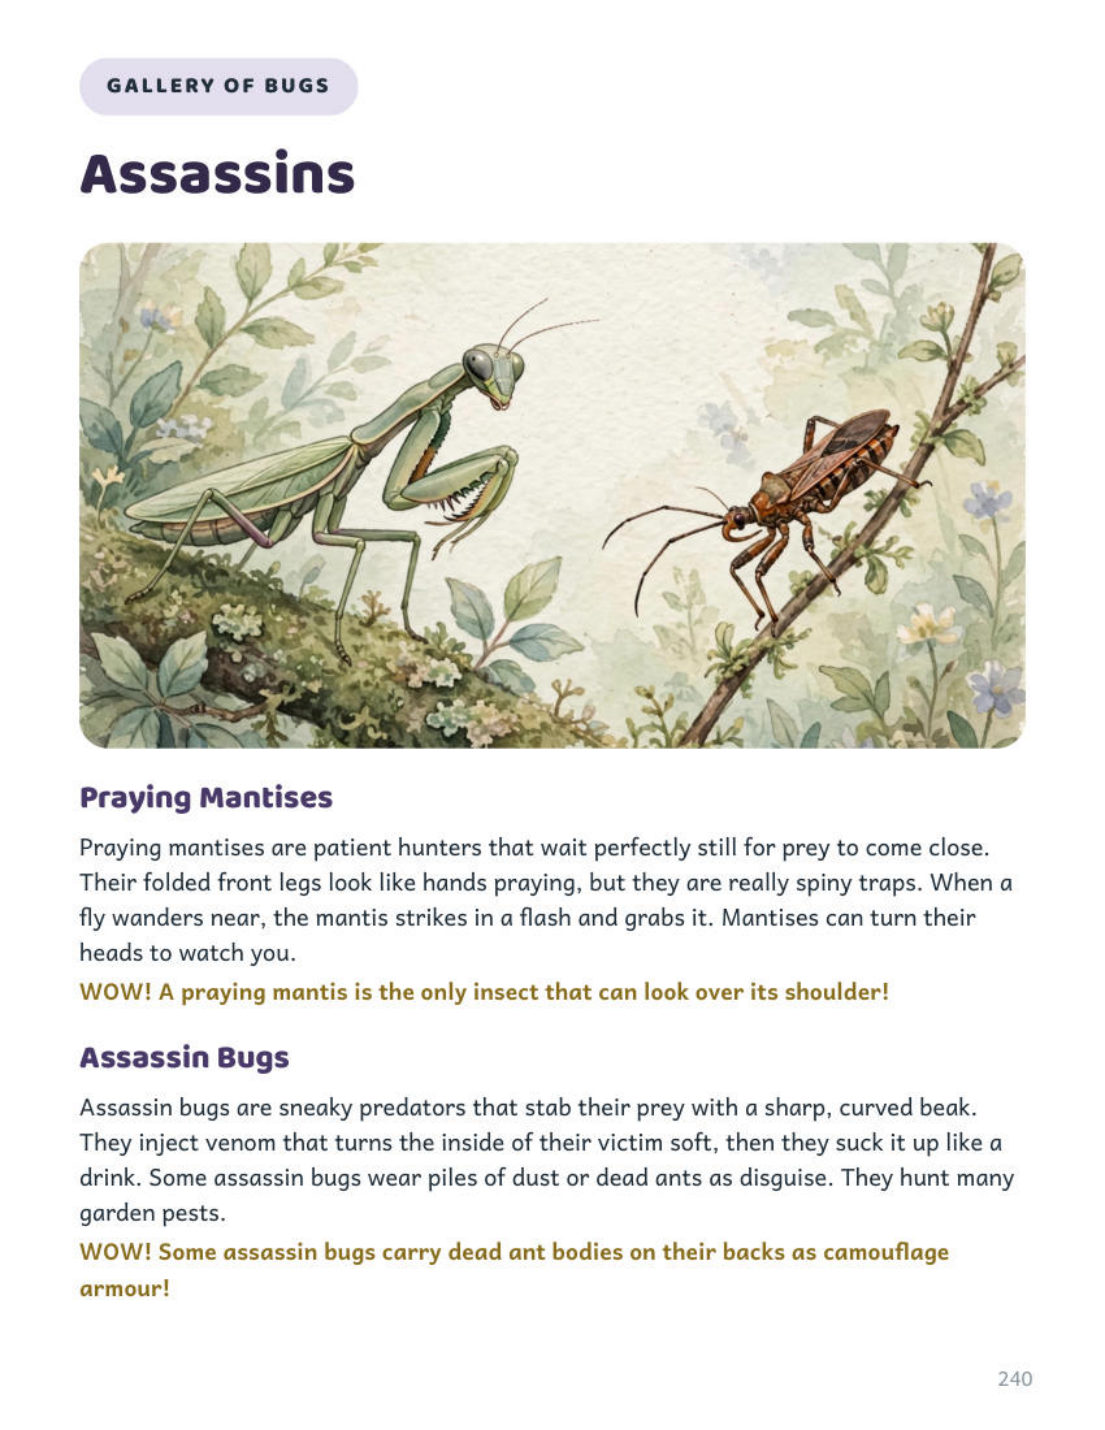 GALLERY OF BUGS
Assassins
Praying Mantises
Praying mantises are patient hunters that wait perfectly still for prey to come close.
Their folded front legs look like hands praying, but they are really spiny traps. When a
fly wanders near, the mantis strikes in a flash and grabs it. Mantises can turn their
heads to watch you.
WOW! A praying mantis is the only insect that can look over its shoulder!
Assassin Bugs
Assassin bugs are sneaky predators that stab their prey with a sharp, curved beak.
They inject venom that turns the inside of their victim soft, then they suck it up like a
drink. Some assassin bugs wear piles of dust or dead ants as disguise. They hunt many
garden pests.
WOW! Some assassin bugs carry dead ant bodies on their backs as camouflage
armour!
240